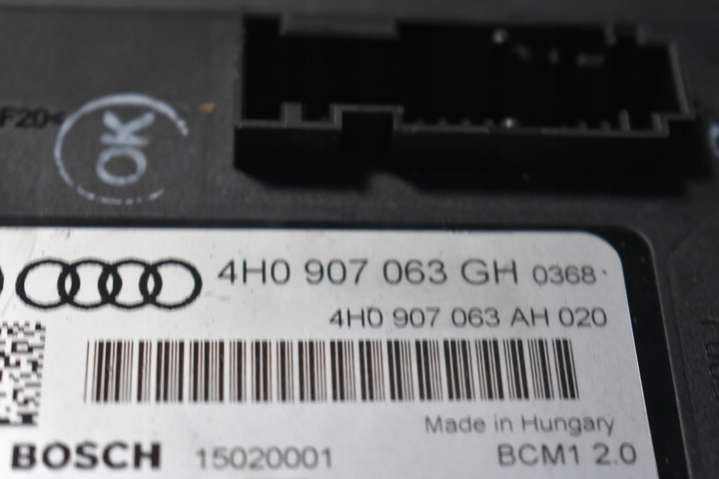 F20<
OK
4H0 907 063 GH 0368
4H0 907 063 AH 020
Made in Hungary
BOSCH 15020001 BCM1 2.0